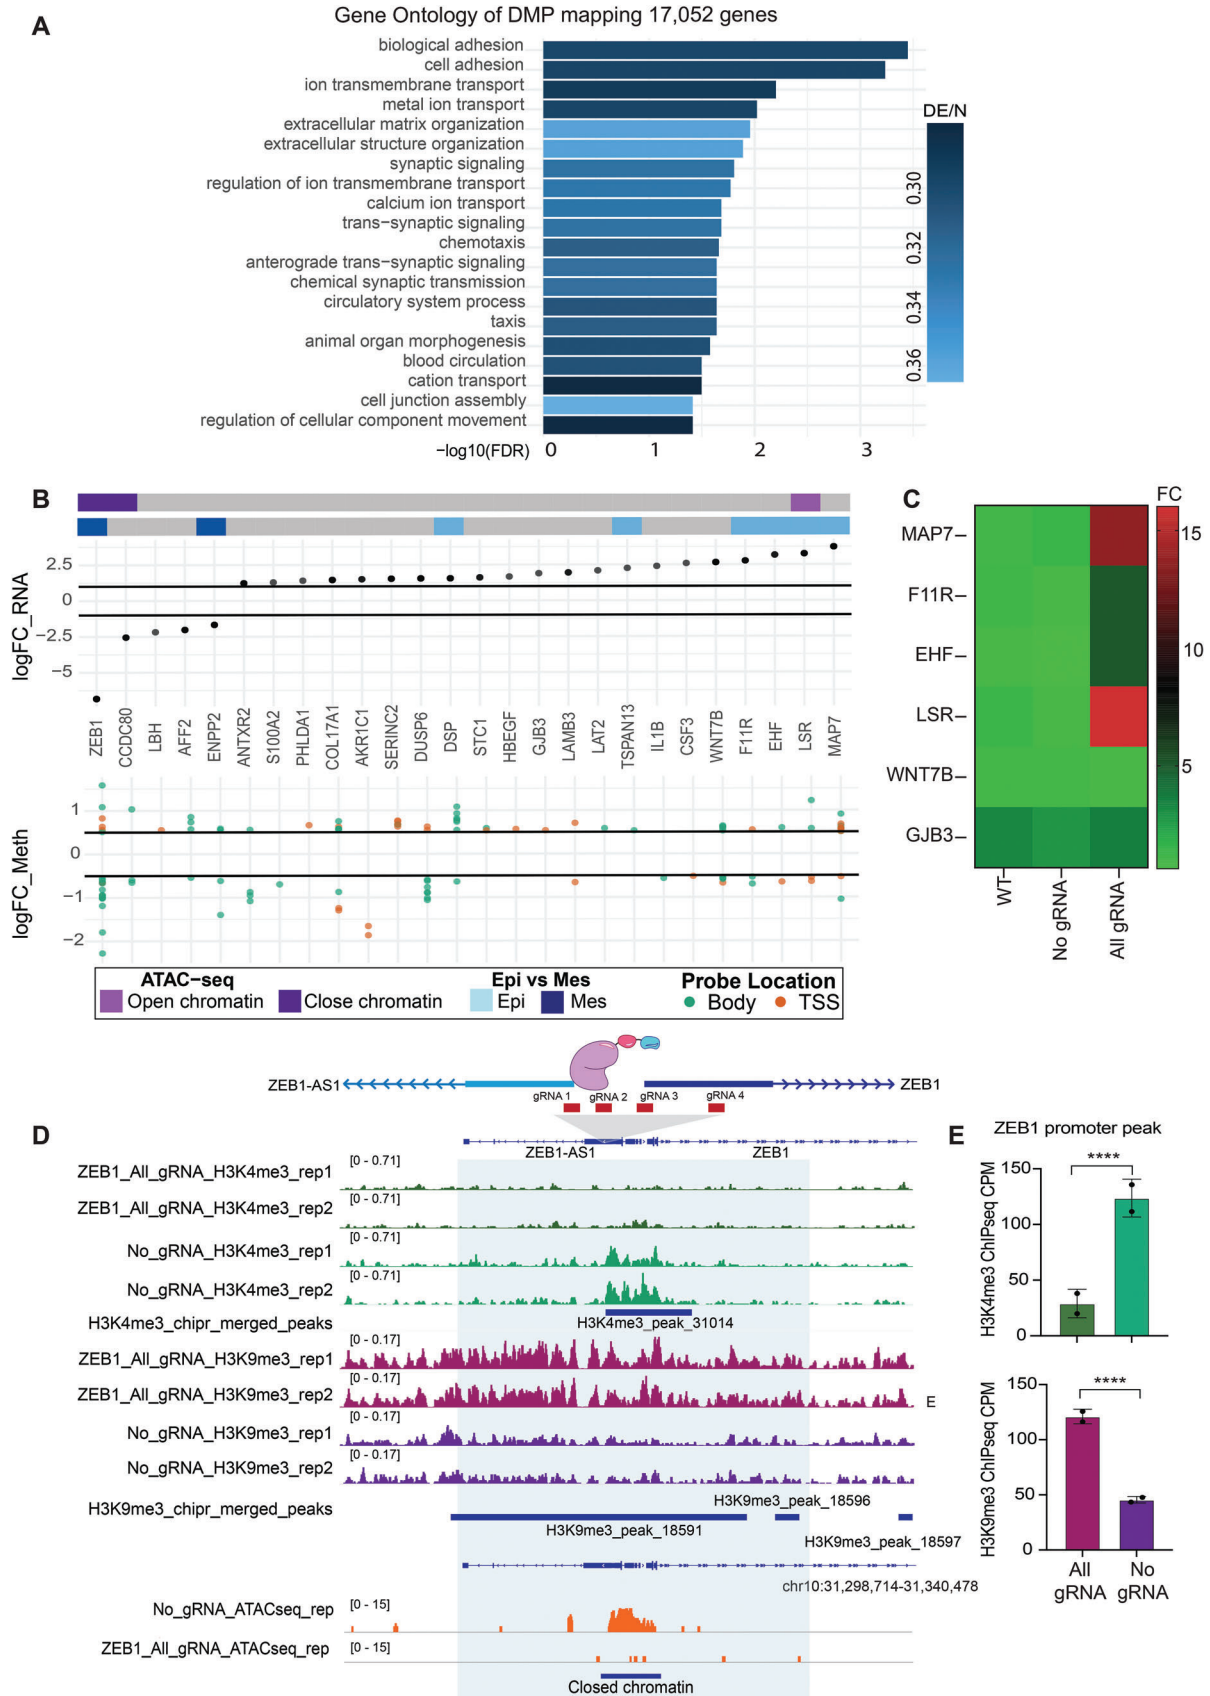 A
Gene Ontology of DMP mapping 17,052 genes
biological adhesion
cell adhesion
ion transmembrane transport
metal ion transport
extracellular matrix organization
extracellular structure organization
synaptic signaling
regulation of ion transmembrane transport
calcium ion transport
trans−synaptic signaling
chemotaxis
anterograde trans−synaptic signaling
chemical synaptic transmission
circulatory system process
taxis
animal organ morphogenesis
blood circulation
cation transport
cell junction assembly
regulation of cellular component movement
−log10(FDR) 0 1 2 3
DE/N
0.30
0.32
0.34
0.36
B
logFC_RNA
2.5
0
−2.5
−5
ZEB1
CCDC80
LBH
AFF2
ENPP2
ANTXR2
S100A2
PHLDA1
COL17A1
AKR1C1
SERINC2
DUSP6
DSP
STC1
HBEGF
GJB3
LAMB3
LAT2
TSPAN13
IL1B
CSF3
WNT7B
F11R
EHF
LSR
MAP7
logFC_Meth
1
0
−1
−2
ATAC−seq Epi vs Mes Probe Location
Open chromatin Close chromatin Epi Mes Body TSS
C
FC
MAP7
F11R
EHF
LSR
WNT7B
GJB3
15
10
5
WT
No gRNA
All gRNA
ZEB1-AS1 ZEB1
gRNA 1 gRNA 2 gRNA 3 gRNA 4
D
ZEB1-AS1 ZEB1
ZEB1_All_gRNA_H3K4me3_rep1 [0 - 0.71]
ZEB1_All_gRNA_H3K4me3_rep2 [0 - 0.71]
No_gRNA_H3K4me3_rep1 [0 - 0.71]
No_gRNA_H3K4me3_rep2 [0 - 0.71]
H3K4me3_chipr_merged_peaks H3K4me3_peak_31014
ZEB1_All_gRNA_H3K9me3_rep1 [0 - 0.17]
ZEB1_All_gRNA_H3K9me3_rep2 [0 - 0.17]
No_gRNA_H3K9me3_rep1 [0 - 0.17]
No_gRNA_H3K9me3_rep2 [0 - 0.17]
H3K9me3_chipr_merged_peaks H3K9me3_peak_18596
H3K9me3_peak_18591
H3K9me3_peak_18597
chr10:31,298,714-31,340,478
No_gRNA_ATACseq_rep [0 - 15]
ZEB1_All_gRNA_ATACseq_rep [0 - 15]
Closed chromatin
E
E
ZEB1 promoter peak
H3K4me3 ChIPseq CPM
150
100
50
0
****
H3K9me3 ChIPseq CPM
150
100
50
0
****
All gRNA
No gRNA